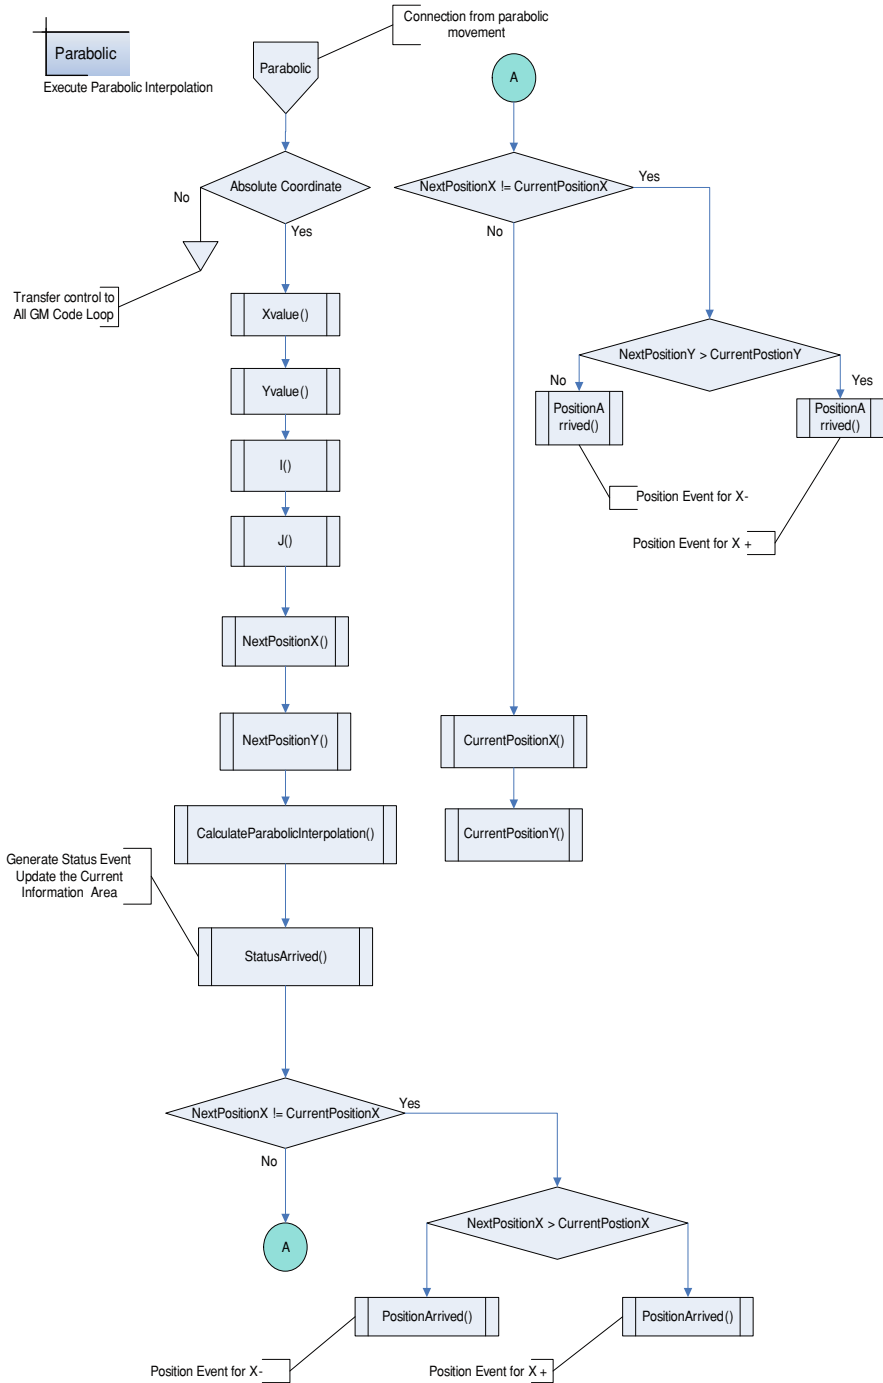 Parabolic
Execute Parabolic Interpolation
Parabolic
Connection from parabolic
movement
Absolute Coordinate
No
Yes
Transfer control to
All GM Code Loop
Xvalue()
Yvalue()
I()
J()
NextPositionX()
NextPositionY()
CalculateParabolicInterpolation()
Generate Status Event
Update the Current
Information Area
StatusArrived()
NextPositionX != CurrentPositionX
Yes
No
A
NextPositionX > CurrentPostionX
PositionArrived()
PositionArrived()
Position Event for X-
Position Event for X +
A
NextPositionX != CurrentPositionX
Yes
No
NextPositionY > CurrentPostionY
No
Yes
PositionA
rrived()
PositionA
rrived()
Position Event for X-
Position Event for X +
CurrentPositionX()
CurrentPositionY()